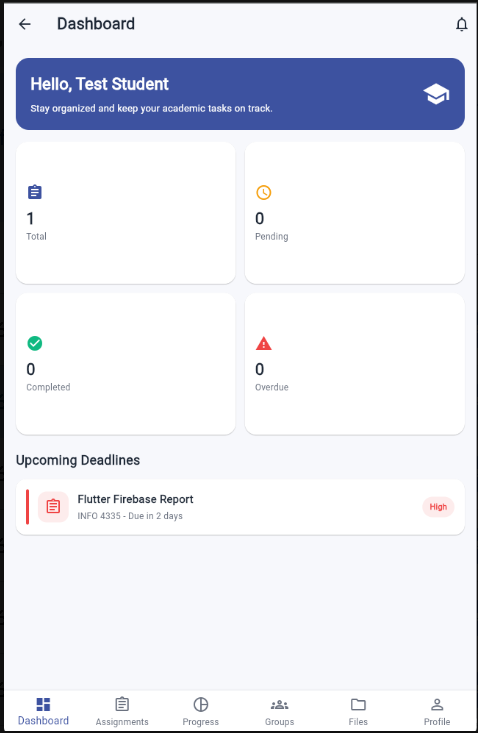 Dashboard
Hello, Test Student
Stay organized and keep your academic tasks on track.
1
Total
0
Pending
0
Completed
0
Overdue
Upcoming Deadlines
Flutter Firebase Report
INFO 4335 - Due in 2 days
High
Dashboard
Assignments
Progress
Groups
Files
Profile